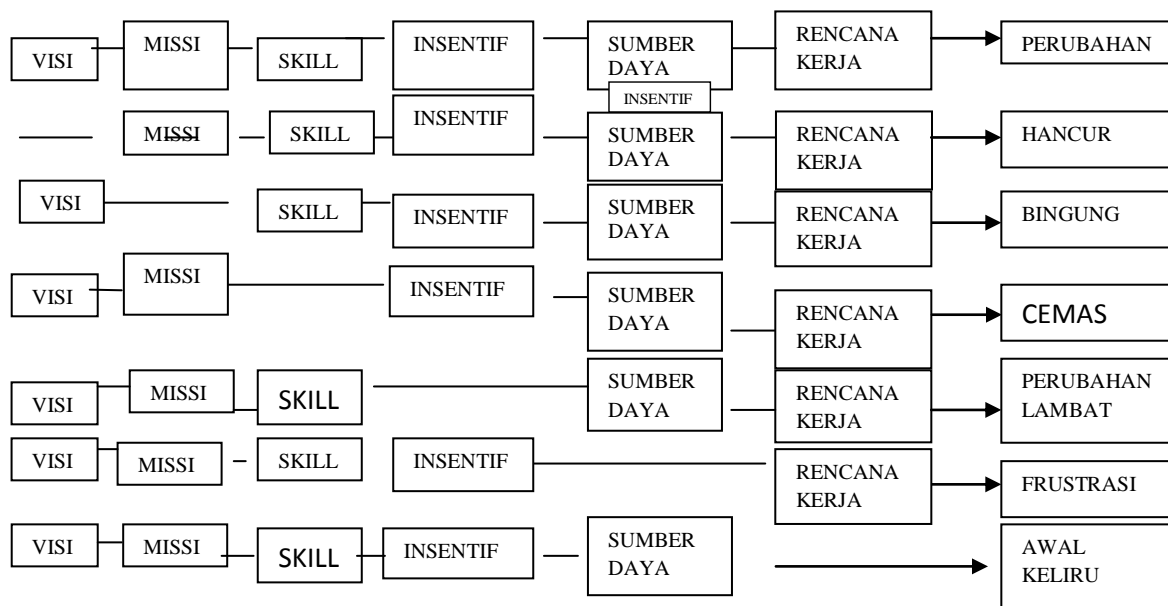 VISI
MISSI
SKILL
INSENTIF
SUMBER
DAYA
RENCANA
KERJA
PERUBAHAN
INSENTIF
MISSI
SKILL
INSENTIF
SUMBER
DAYA
RENCANA
KERJA
HANCUR
VISI
SKILL
INSENTIF
SUMBER
DAYA
RENCANA
KERJA
BINGUNG
VISI
MISSI
INSENTIF
SUMBER
DAYA
RENCANA
KERJA
CEMAS
VISI
MISSI
SKILL
SUMBER
DAYA
RENCANA
KERJA
PERUBAHAN
LAMBAT
VISI
MISSI
SKILL
INSENTIF
RENCANA
KERJA
FRUSTRASI
VISI
MISSI
SKILL
INSENTIF
SUMBER
DAYA
AWAL
KELIRU